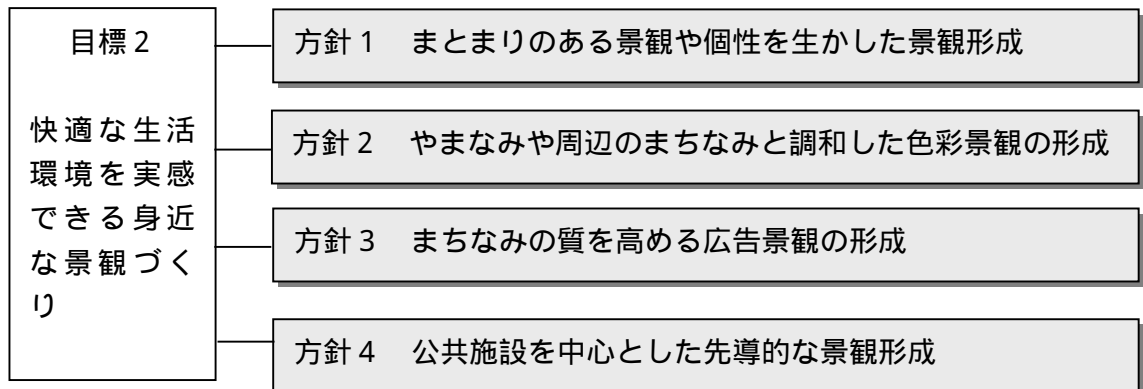 目標2
快適な生活
環境を実感
できる身近
な景観づく
り
方針1 まとまりのある景観や個性を生かした景観形成
方針2 やまなみや周辺のまちなみと調和した色彩景観の形成
方針3 まちなみの質を高める広告景観の形成
方針4 公共施設を中心とした先導的な景観形成